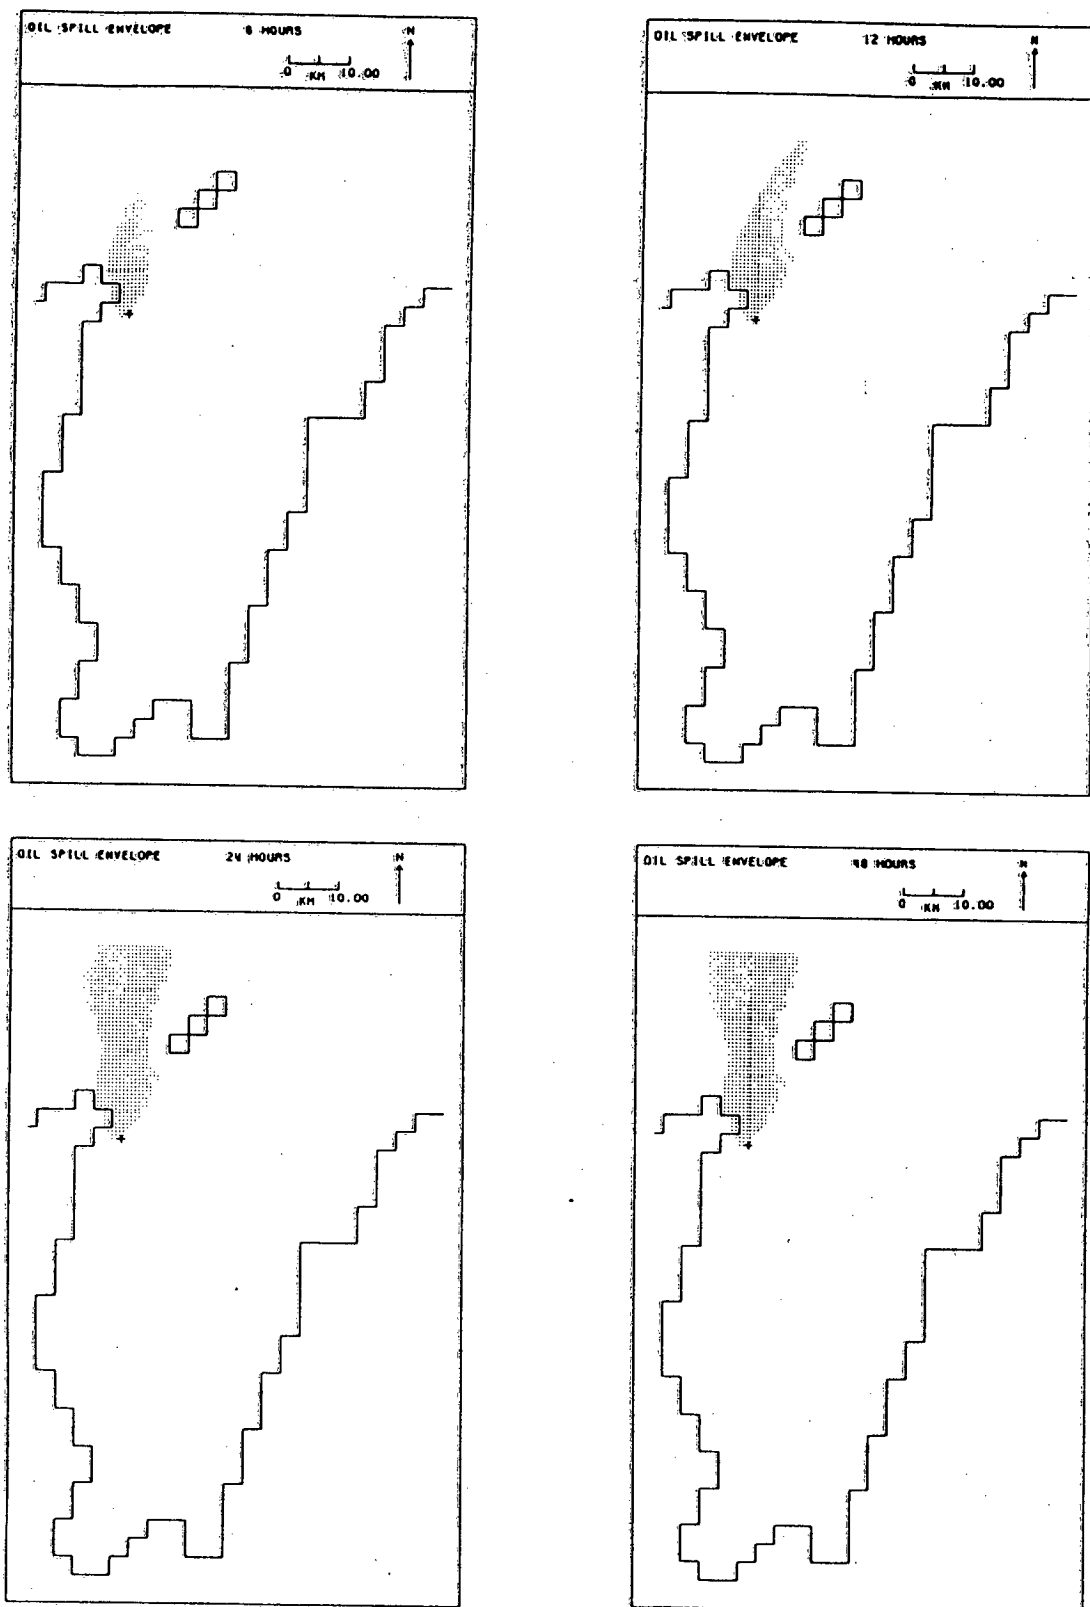 OIL SPILL ENVELOPE 6 HOURS N
0 KM 10.00
OIL SPILL ENVELOPE 12 HOURS N
0 KM 10.00
OIL SPILL ENVELOPE 24 HOURS N
0 KM 10.00
OIL SPILL ENVELOPE 48 HOURS N
0 KM 10.00